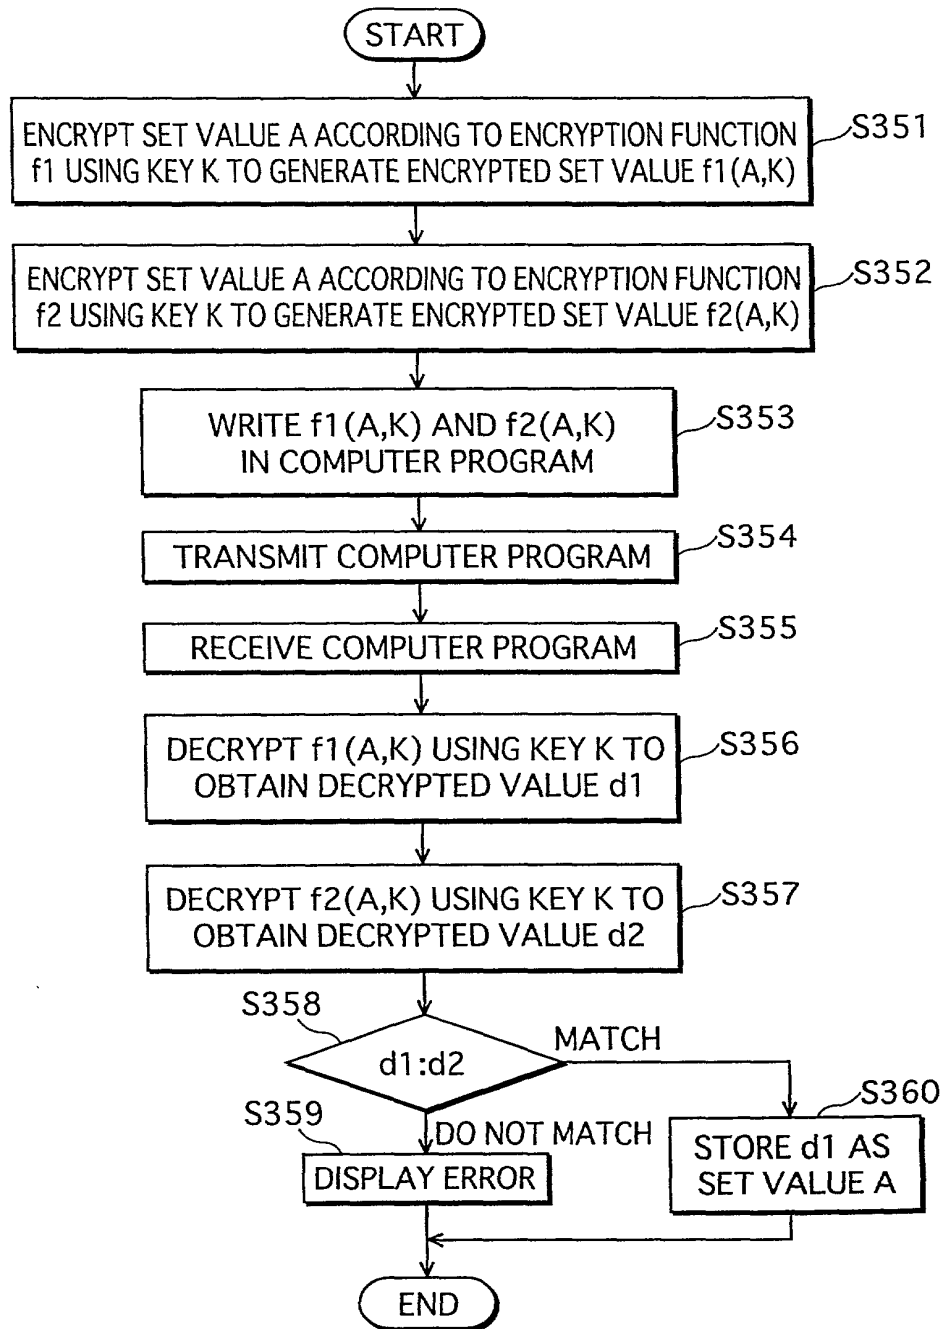 START
ENCRYPT SET VALUE A ACCORDING TO ENCRYPTION FUNCTION
f1 USING KEY K TO GENERATE ENCRYPTED SET VALUE f1(A,K)
S351
ENCRYPT SET VALUE A ACCORDING TO ENCRYPTION FUNCTION
f2 USING KEY K TO GENERATE ENCRYPTED SET VALUE f2(A,K)
S352
WRITE f1(A,K) AND f2(A,K)
IN COMPUTER PROGRAM
S353
TRANSMIT COMPUTER PROGRAM
S354
RECEIVE COMPUTER PROGRAM
S355
DECRYPT f1(A,K) USING KEY K TO
OBTAIN DECRYPTED VALUE d1
S356
DECRYPT f2(A,K) USING KEY K TO
OBTAIN DECRYPTED VALUE d2
S357
S358
d1:d2
MATCH
S359
DO NOT MATCH
DISPLAY ERROR
S360
STORE d1 AS
SET VALUE A
END